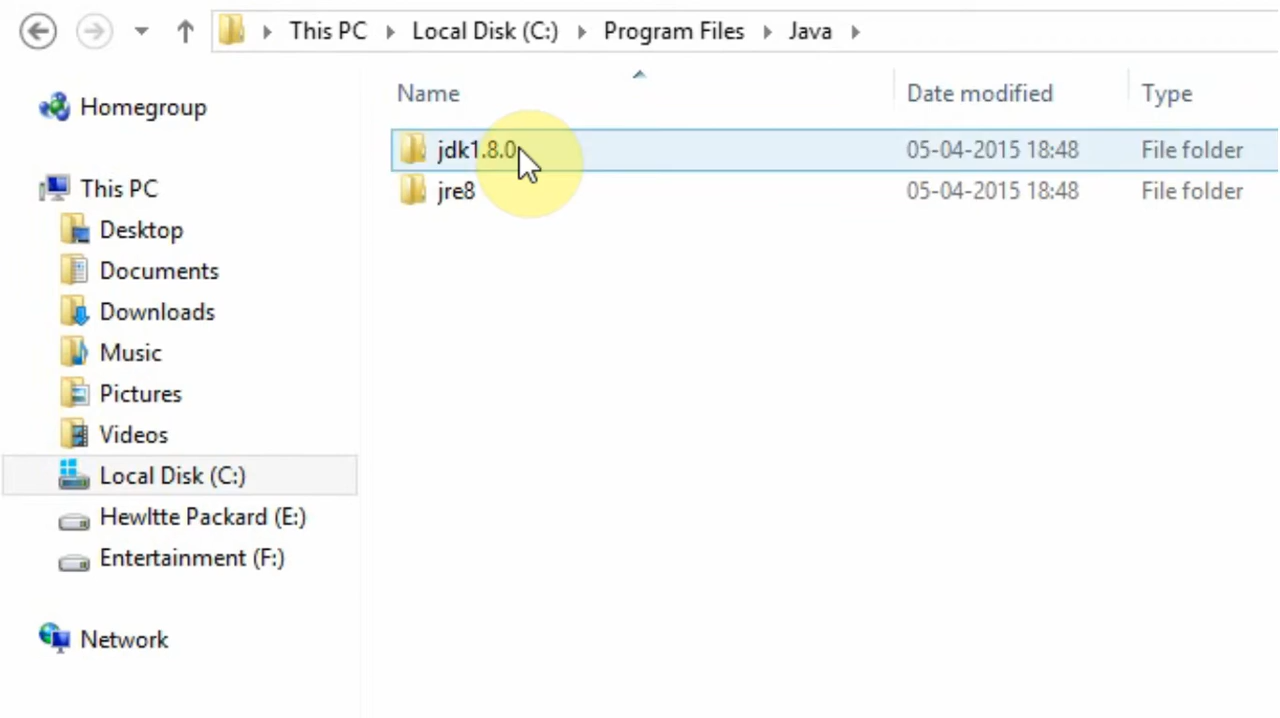 This PC Local Disk (C:) Program Files Java
Name Date modified Type
jdk1.8.0 05-04-2015 18:48 File folder
jre8 05-04-2015 18:48 File folder
Homegroup
This PC
Desktop
Documents
Downloads
Music
Pictures
Videos
Local Disk (C:)
Hewltte Packard (E:)
Entertainment (F:)
Network